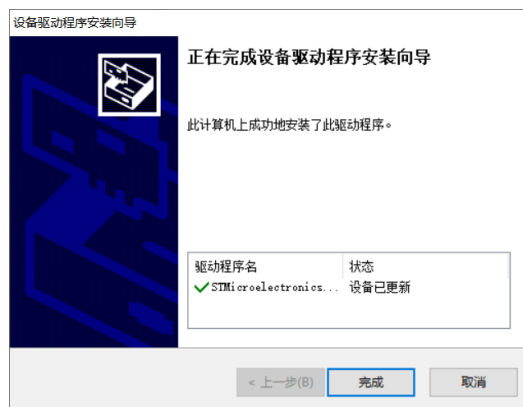 设备驱动程序安装向导
正在完成设备驱动程序安装向导
此计算机上成功地安装了此驱动程序。
驱动程序名 状态
STMicroelectronics... 设备已更新
< 上一步(B) 完成 取消